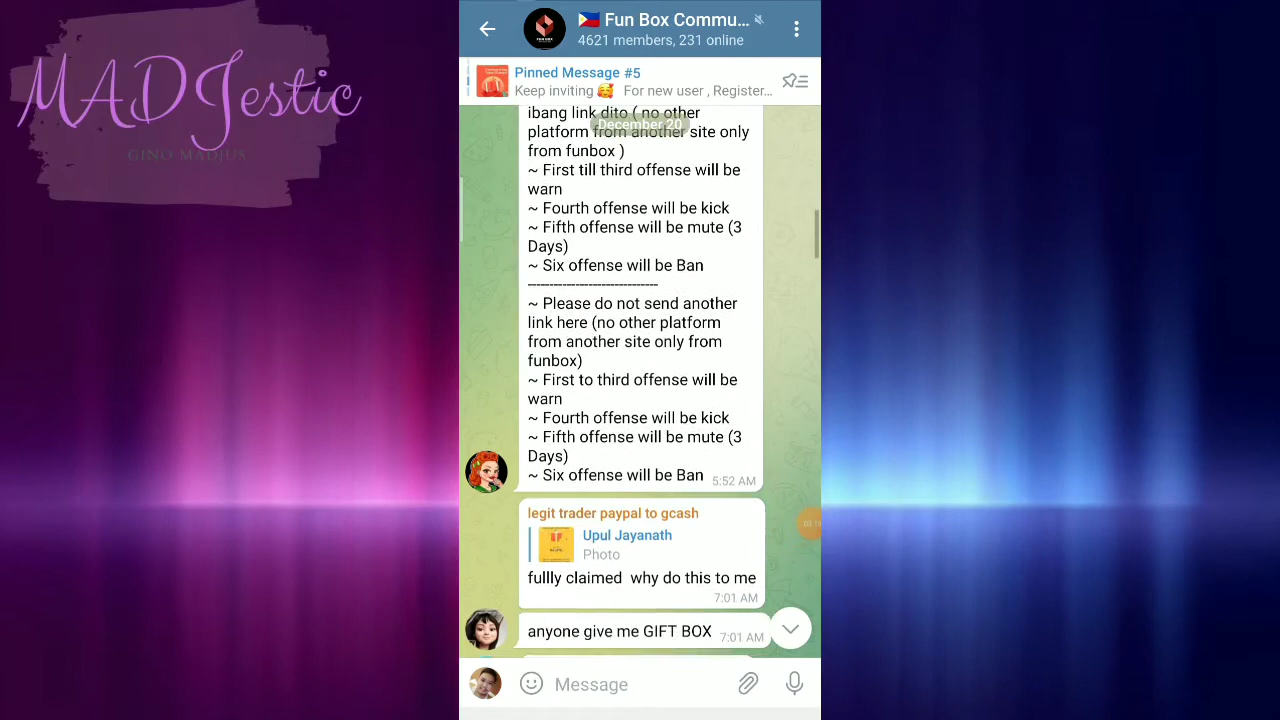 MADJestic
GINO MADJUS
🇵🇭 Fun Box Commu...
4621 members, 231 online
Pinned Message #5
Keep inviting 🥰 For new user , Register...
ibang link dito ( no other
December 20
platform from another site only
from funbox )
~ First till third offense will be
warn
~ Fourth offense will be kick
~ Fifth offense will be mute (3
Days)
~ Six offense will be Ban
------------------------------
~ Please do not send another
link here (no other platform
from another site only from
funbox)
~ First to third offense will be
warn
~ Fourth offense will be kick
~ Fifth offense will be mute (3
Days)
~ Six offense will be Ban 5:52 AM
legit trader paypal to gcash
Upul Jayanath
Photo
fullly claimed why do this to me
7:01 AM
anyone give me GIFT BOX 7:01 AM
Message